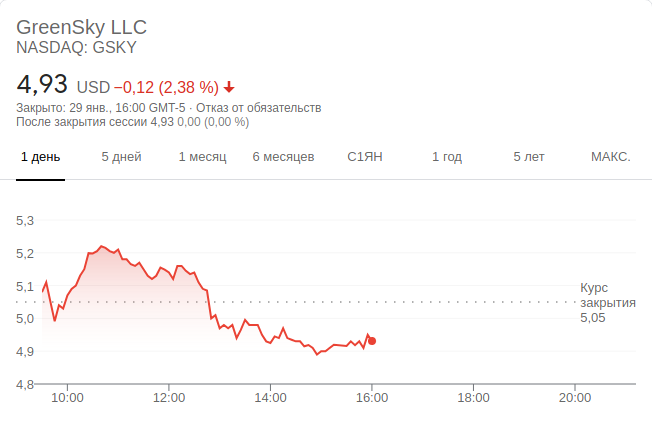 GreenSky LLC
NASDAQ: GSKY
4,93 USD −0,12 (2,38 %)
Закрыто: 29 янв., 16:00 GMT-5 · Отказ от обязательств
После закрытия сессии 4,93 0,00 (0,00 %)
1 день 5 дней 1 месяц 6 месяцев С1ЯН 1 год 5 лет МАКС.
5,3
5,2
5,1
Курс
закрытия
5,05
5,0
4,9
4,8
10:00 12:00 14:00 16:00 18:00 20:00